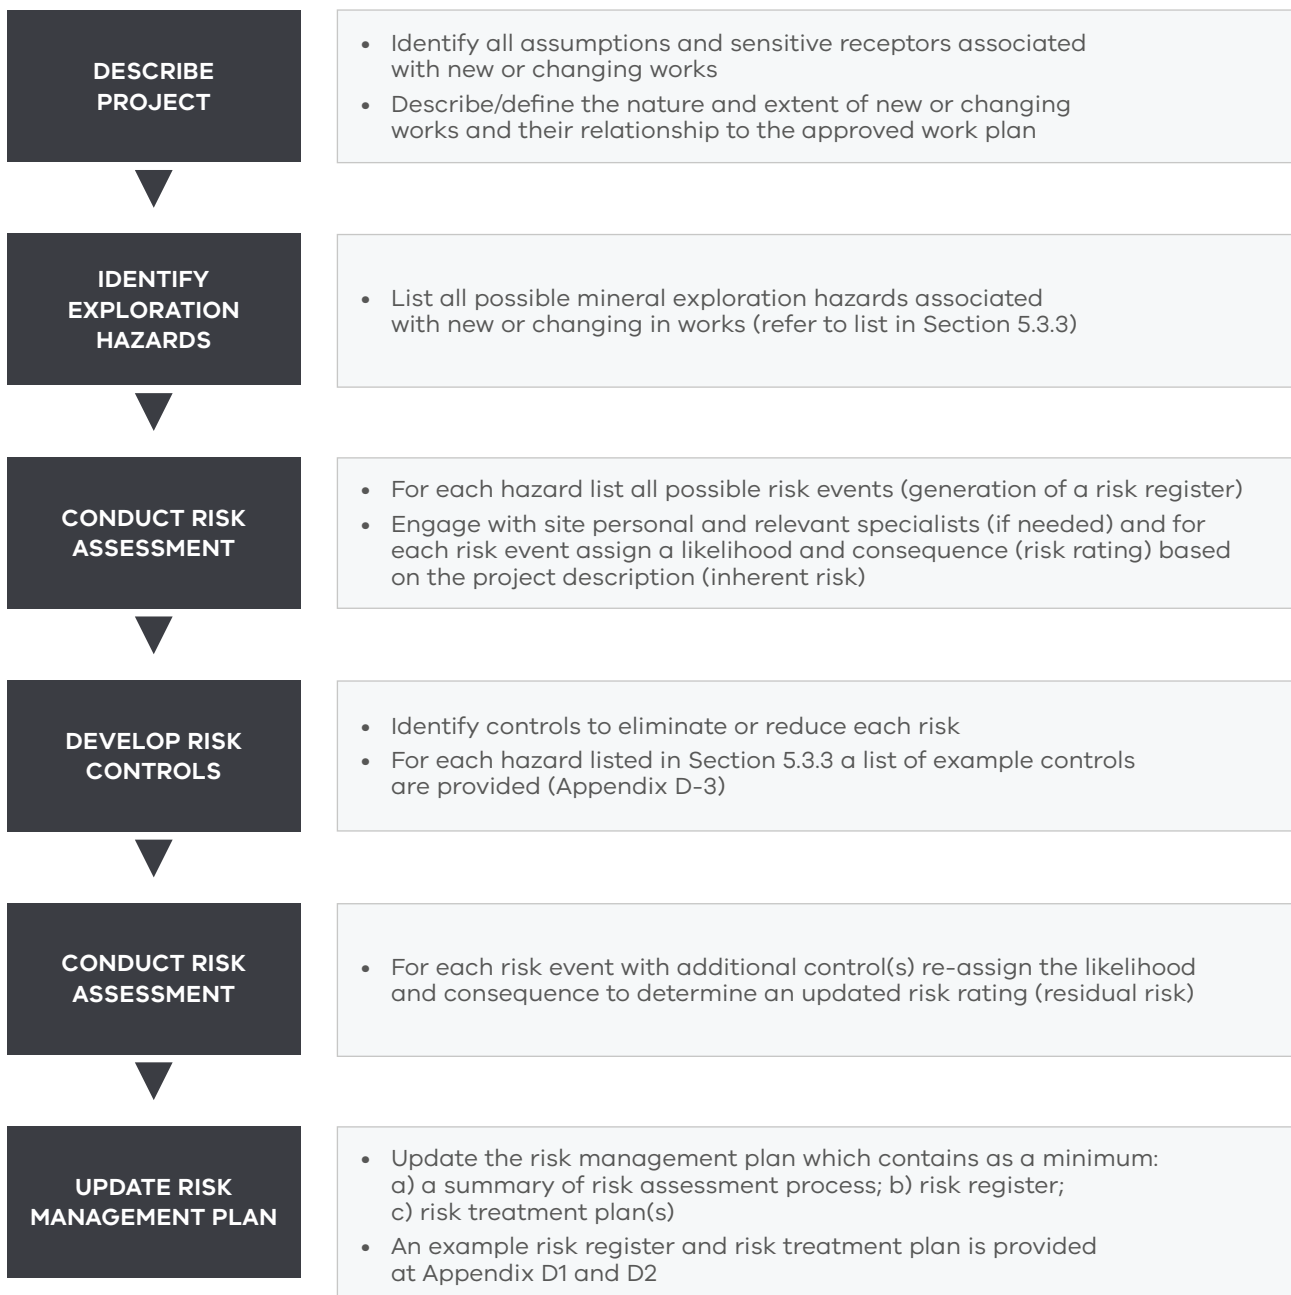 DESCRIBE
PROJECT
• Identify all assumptions and sensitive receptors associated
with new or changing works
• Describe/define the nature and extent of new or changing
works and their relationship to the approved work plan
IDENTIFY
EXPLORATION
HAZARDS
• List all possible mineral exploration hazards associated
with new or changing in works (refer to list in Section 5.3.3)
CONDUCT RISK
ASSESSMENT
• For each hazard list all possible risk events (generation of a risk register)
• Engage with site personal and relevant specialists (if needed) and for
each risk event assign a likelihood and consequence (risk rating) based
on the project description (inherent risk)
DEVELOP RISK
CONTROLS
• Identify controls to eliminate or reduce each risk
• For each hazard listed in Section 5.3.3 a list of example controls
are provided (Appendix D-3)
CONDUCT RISK
ASSESSMENT
• For each risk event with additional control(s) re-assign the likelihood
and consequence to determine an updated risk rating (residual risk)
UPDATE RISK
MANAGEMENT PLAN
• Update the risk management plan which contains as a minimum:
a) a summary of risk assessment process; b) risk register;
c) risk treatment plan(s)
• An example risk register and risk treatment plan is provided
at Appendix D1 and D2